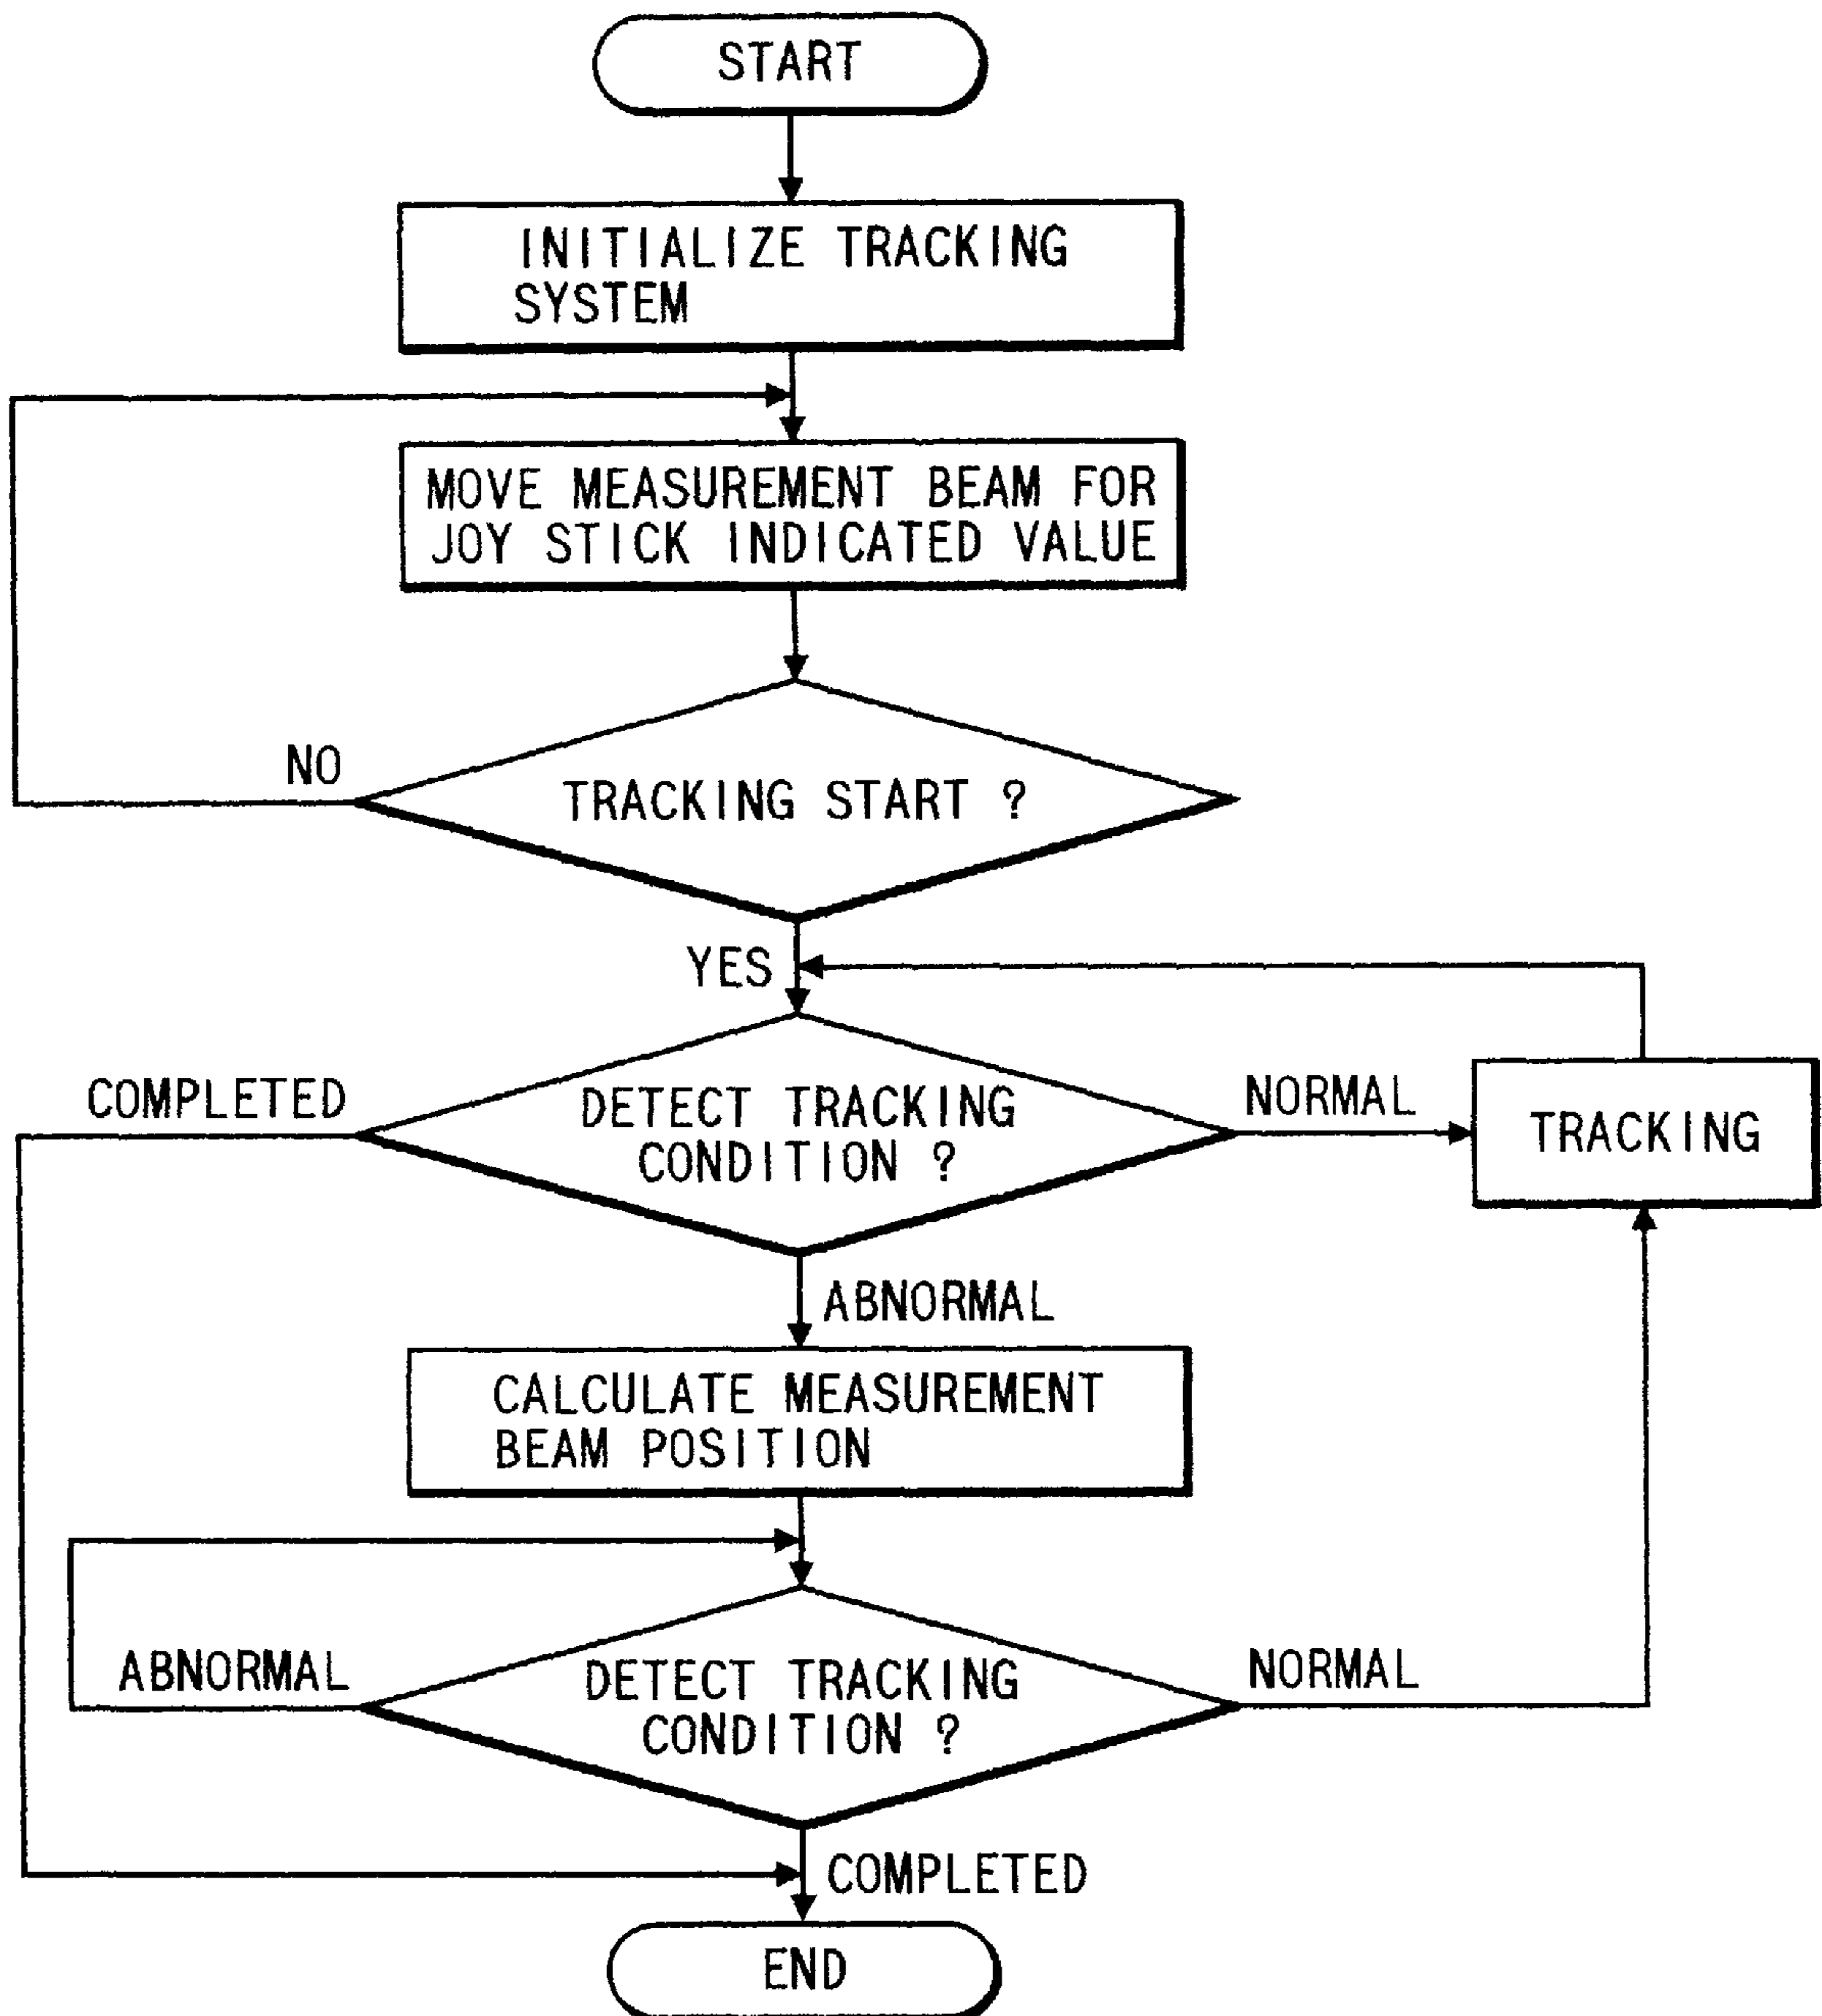 START
INITIALIZE TRACKING
SYSTEM
MOVE MEASUREMENT BEAM FOR
JOY STICK INDICATED VALUE
NO
TRACKING START ?
YES
COMPLETED
DETECT TRACKING
CONDITION ?
NORMAL
TRACKING
ABNORMAL
CALCULATE MEASUREMENT
BEAM POSITION
ABNORMAL
DETECT TRACKING
CONDITION ?
NORMAL
COMPLETED
END